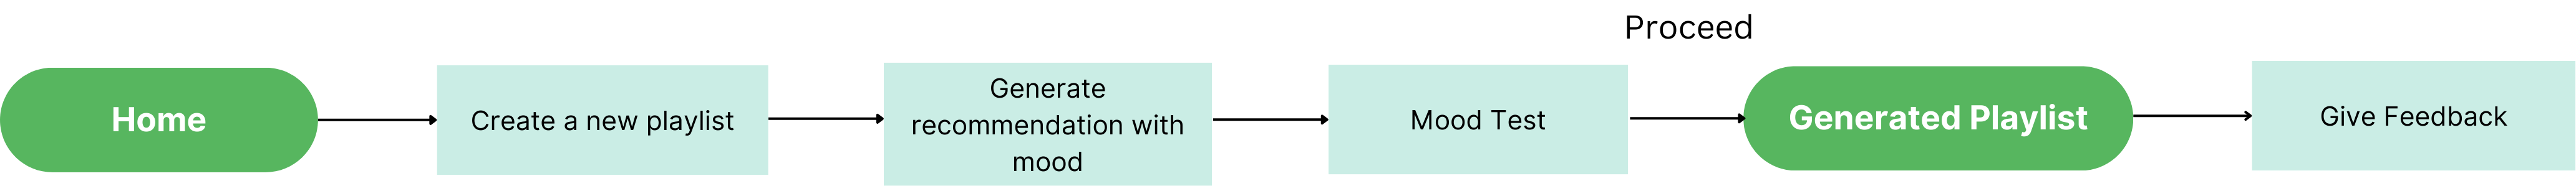 Proceed
Home
Create a new playlist
Generate
recommendation with
mood
Mood Test
Generated Playlist
Give Feedback